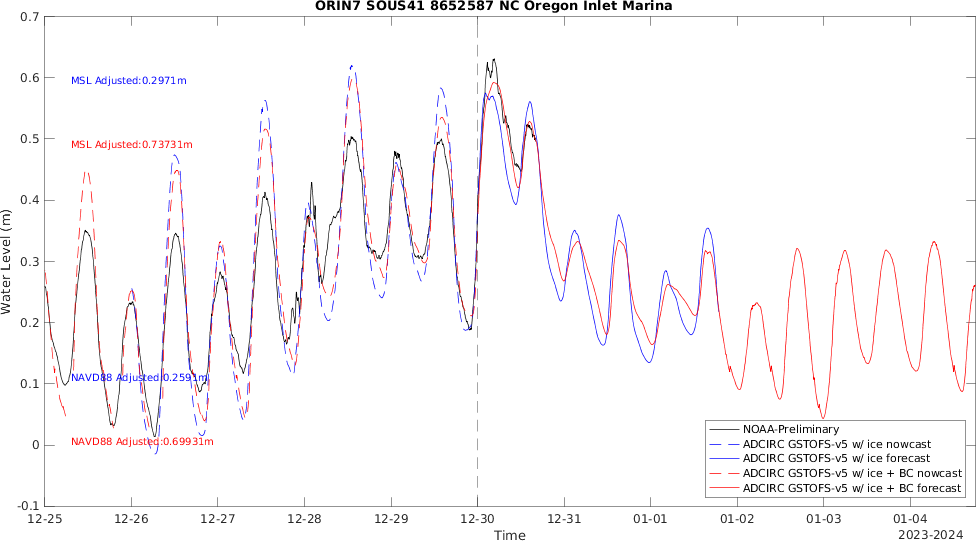 ORIN7 SOUS41 8652587 NC Oregon Inlet Marina
0.7
0.6
0.5
0.4
0.3
0.2
0.1
0
-0.1
Water Level (m)
MSL Adjusted:0.2971m
MSL Adjusted:0.73731m
NAVD88 Adjusted:0.2591m
NAVD88 Adjusted:0.69931m
NOAA-Preliminary
ADCIRC GSTOFS-v5 w/ ice nowcast
ADCIRC GSTOFS-v5 w/ ice forecast
ADCIRC GSTOFS-v5 w/ ice + BC nowcast
ADCIRC GSTOFS-v5 w/ ice + BC forecast
12-25 12-26 12-27 12-28 12-29 12-30 12-31 01-01 01-02 01-03 01-04
Time
2023-2024